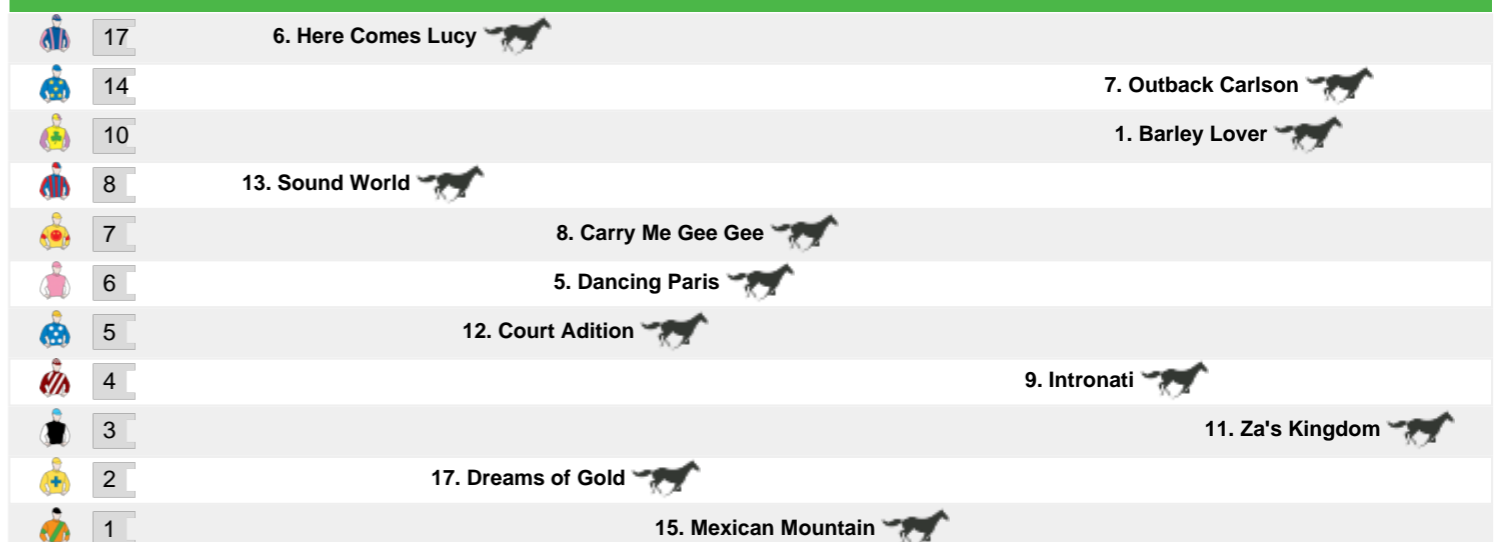 17 6. Here Comes Lucy
14 7. Outback Carlson
10 1. Barley Lover
8 13. Sound World
7 8. Carry Me Gee Gee
6 5. Dancing Paris
5 12. Court Adition
4 9. Intronati
3 11. Za's Kingdom
2 17. Dreams of Gold
1 15. Mexican Mountain